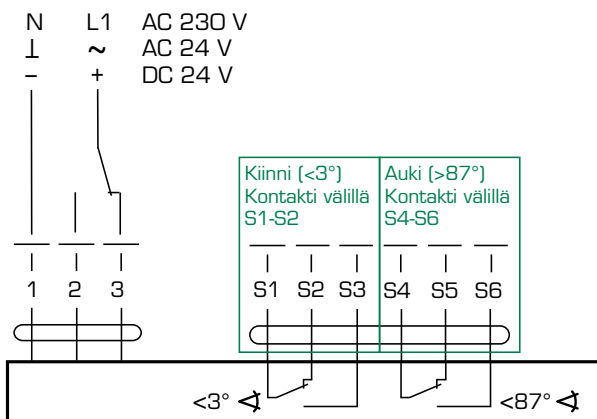 N L1 AC 230 V
⊥ ~ AC 24 V
– + DC 24 V
Kiinni (<3°)
Kontakti välillä
S1-S2
Auki (>87°)
Kontakti välillä
S4-S6
1 2 3 S1 S2 S3 S4 S5 S6
<3° <87°